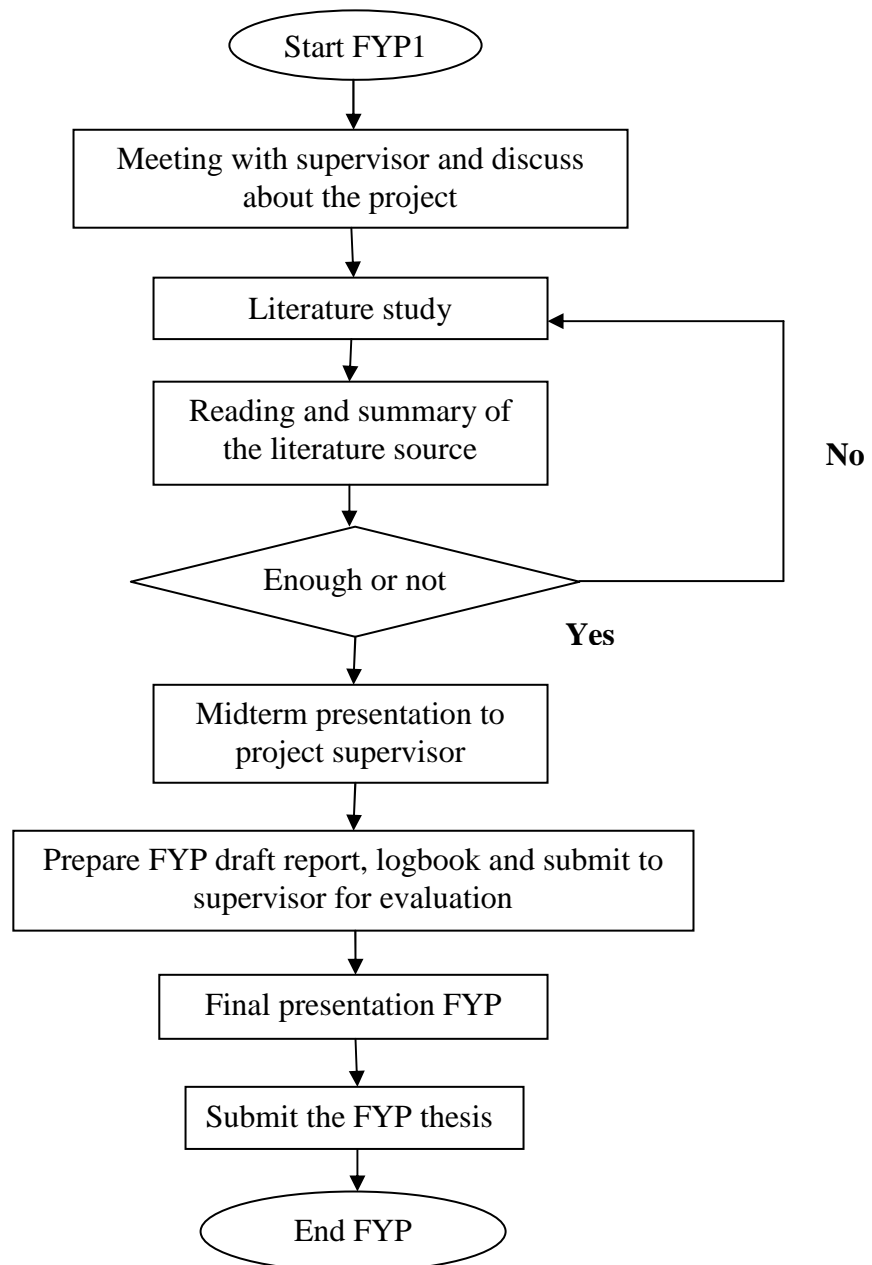 Start FYP1
Meeting with supervisor and discuss
about the project
Literature study
Reading and summary of
the literature source
No
Enough or not
Yes
Midterm presentation to
project supervisor
Prepare FYP draft report, logbook and submit to
supervisor for evaluation
Final presentation FYP
Submit the FYP thesis
End FYP